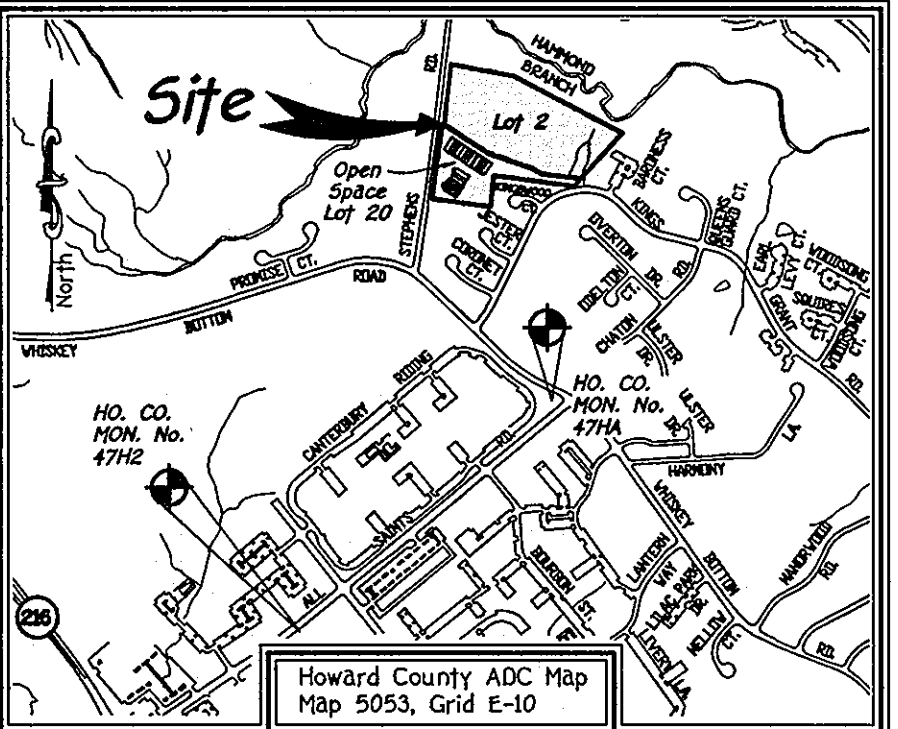 Site
RD.
HAMMOND
BRANCH
Lot 2
Open
Space
Lot 20
STEPHENS
KINGSWOOD
CT.
JESTER
CT.
CORONET
CT.
BARONESS
CT.
KINGS
QUEENS
GUARD CT.
OVERTON
DR.
RD.
CT.
CHATON
ULSTER
DR.
EARL
LEVY CT.
WOODSONG
CT.
SQUIRES
CT.
WOODSONG
CT.
GRANT
RD.
North
PROMISE CT.
ROAD
BOTTOM
WHISKEY
HO. CO.
MON. No.
47H2
CANTERBURY
RIDING
HO. CO.
MON. No.
47HA
ULSTER
DR.
LA.
HARMONY
RD.
SAINTS
ALL
BOURBON
ST.
WHISKEY
BOTTOM
RD.
LANTERN
WAY
LILAC PARK
DR.
MELLOW
CT.
LIVERY LA.
MANORWOOD
RD.
216
Howard County ADC Map
Map 5053, Grid E-10